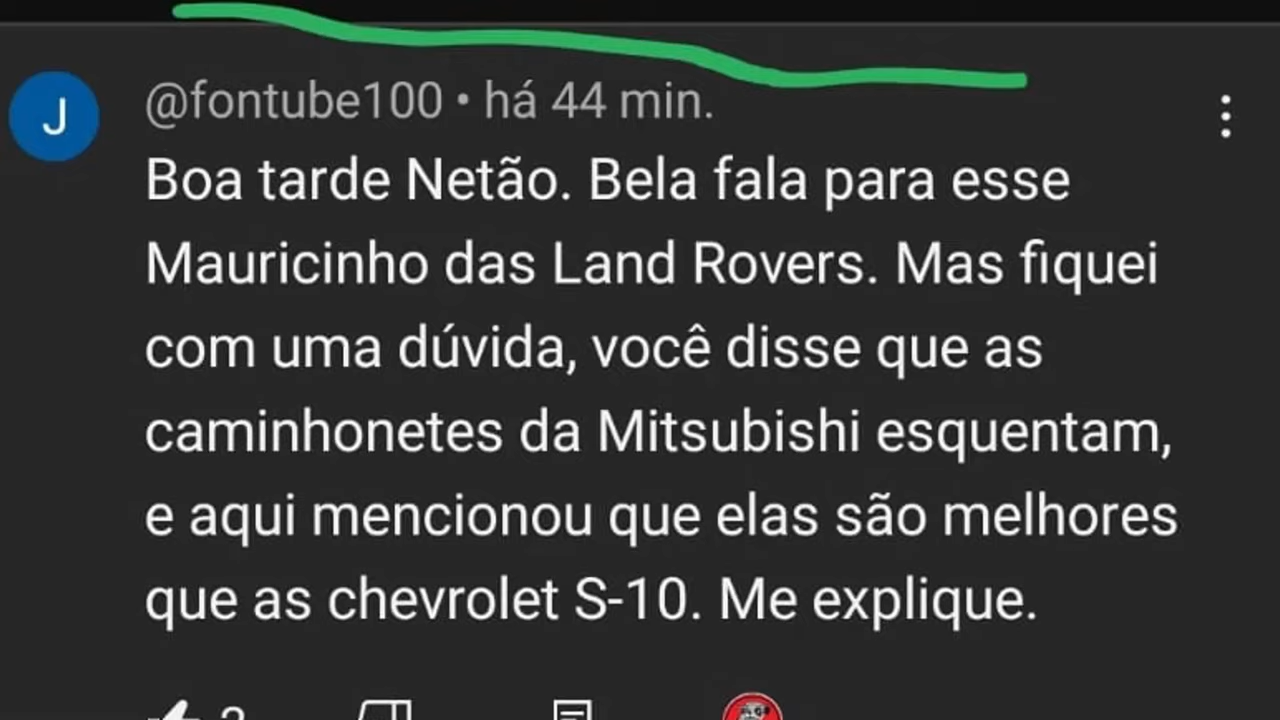 J
@fontube100 • há 44 min.
Boa tarde Netão. Bela fala para esse
Mauricinho das Land Rovers. Mas fiquei
com uma dúvida, você disse que as
caminhonetes da Mitsubishi esquentam,
e aqui mencionou que elas são melhores
que as chevrolet S-10. Me explique.